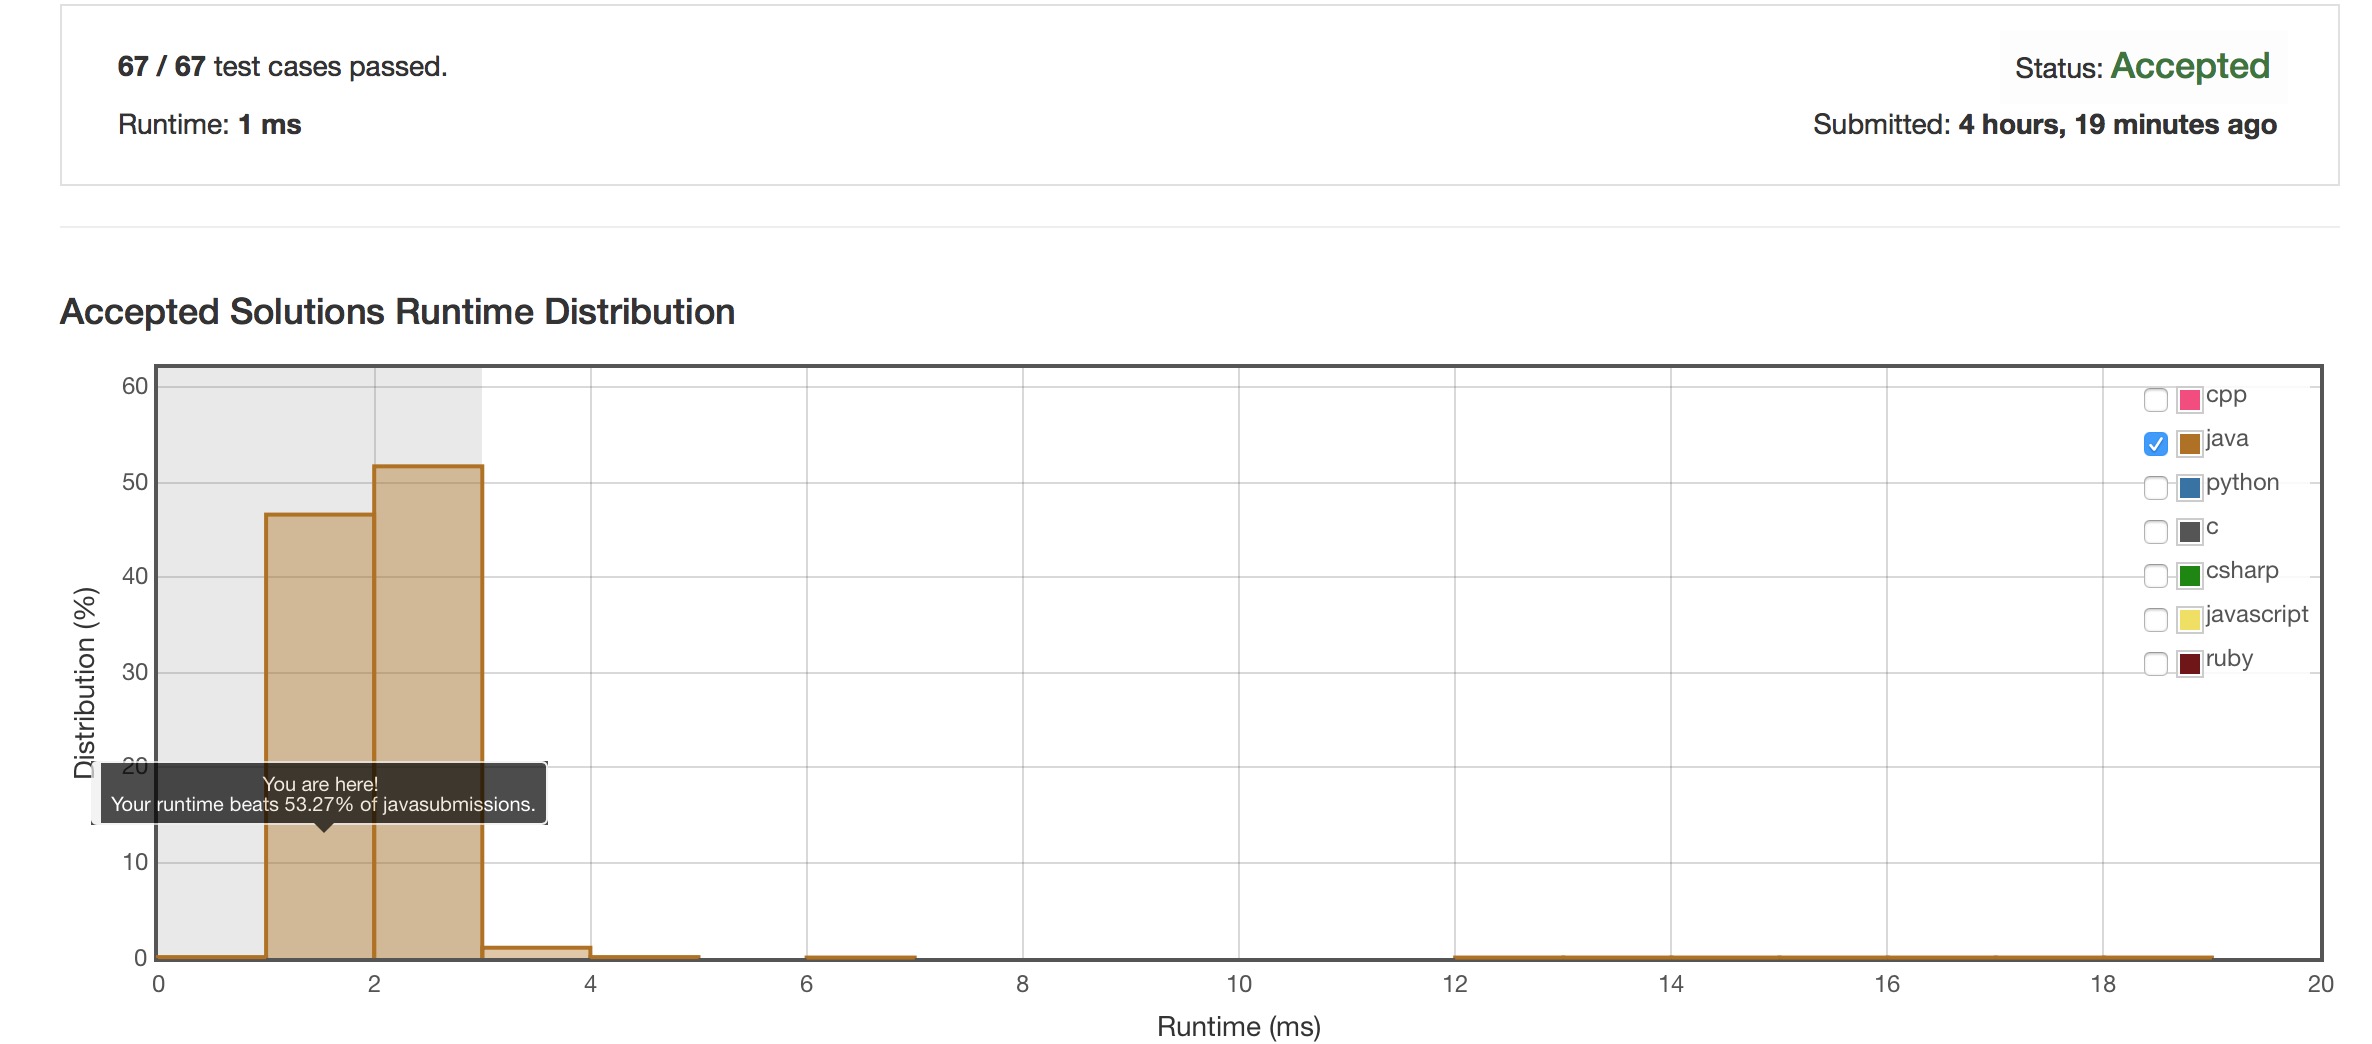 67 / 67 test cases passed.
Status: Accepted
Runtime: 1 ms
Submitted: 4 hours, 19 minutes ago
Accepted Solutions Runtime Distribution
Distribution (%)
60
50
40
30
20
10
0
You are here!
Your runtime beats 53.27% of javasubmissions.
cpp
java
python
c
csharp
javascript
ruby
0 2 4 6 8 10 12 14 16 18 20
Runtime (ms)